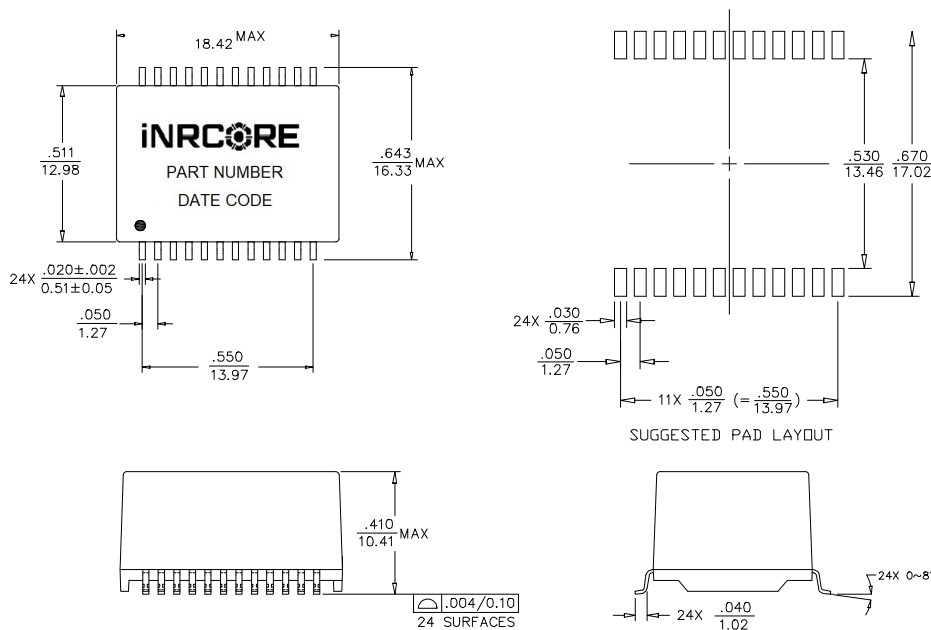 18.42 MAX
iNRCORE
PART NUMBER
DATE CODE
.511
12.98
.643 MAX
16.33
24X .020±.002
0.51±0.05
.050
1.27
.550
13.97
.530
13.46
.670
17.02
24X .030
0.76
.050
1.27
11X .050 (= .550 )
1.27 13.97
SUGGESTED PAD LAYOUT
.410 MAX
10.41
.004/0.10
24 SURFACES
24X .040
1.02
24X 0~8